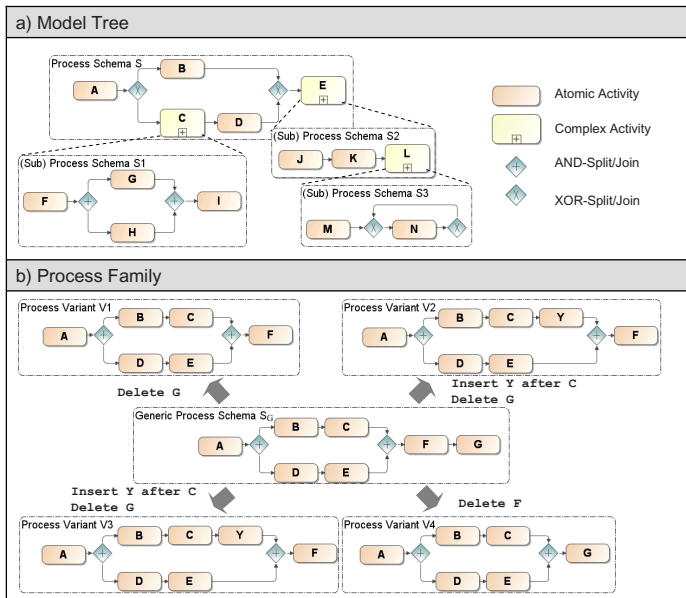 a) Model Tree
Process Schema S
A
B
C
D
E
Atomic Activity
Complex Activity
AND-Split/Join
XOR-Split/Join
(Sub) Process Schema S1
F
G
H
I
(Sub) Process Schema S2
J
K
L
(Sub) Process Schema S3
M
N
b) Process Family
Process Variant V1
A
B
C
D
E
F
Process Variant V2
A
B
C
Y
D
E
F
Delete G
Insert Y after C
Delete G
Generic Process Schema SG
A
B
C
D
E
F
G
Insert Y after C
Delete G
Delete F
Process Variant V3
A
B
C
Y
D
E
F
Process Variant V4
A
B
C
D
E
G